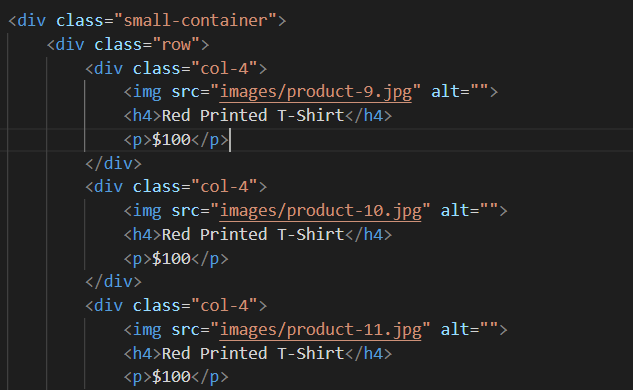 <div class="small-container">
<div class="row">
<div class="col-4">
<img src="images/product-9.jpg" alt="">
<h4>Red Printed T-Shirt</h4>
<p>$100</p>
</div>
<div class="col-4">
<img src="images/product-10.jpg" alt="">
<h4>Red Printed T-Shirt</h4>
<p>$100</p>
</div>
<div class="col-4">
<img src="images/product-11.jpg" alt="">
<h4>Red Printed T-Shirt</h4>
<p>$100</p>